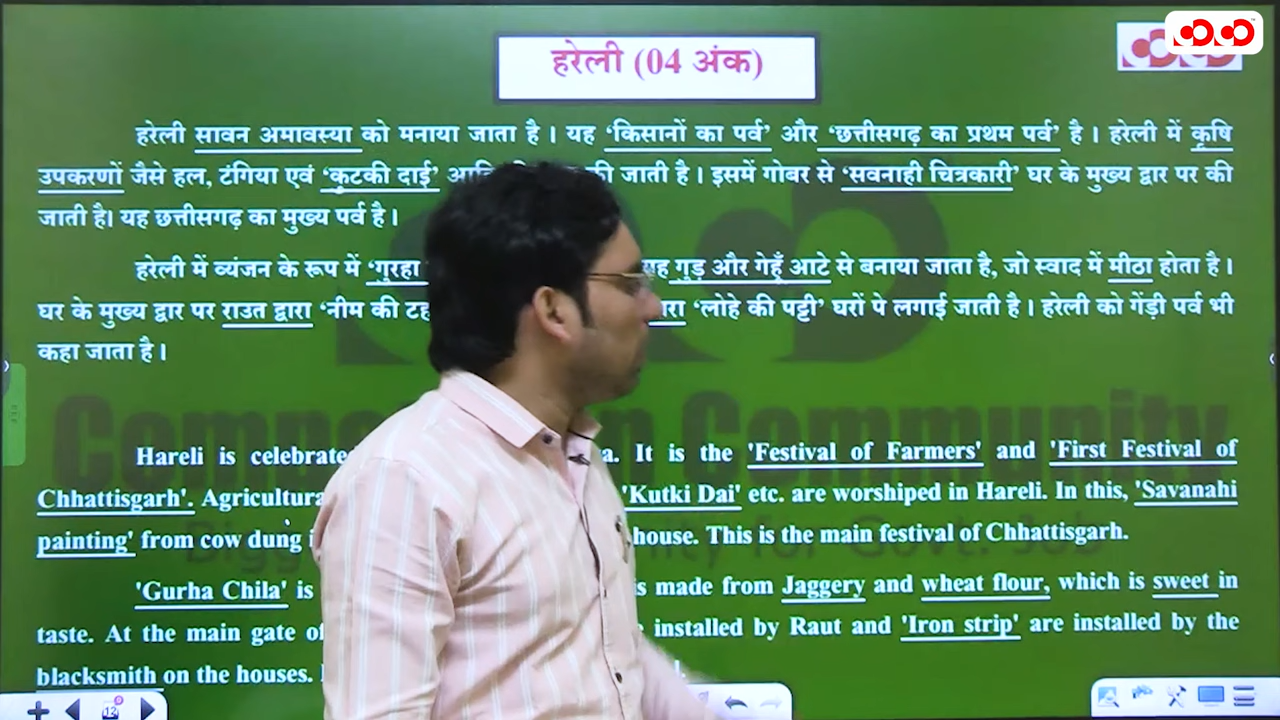 हरेली (04 अंक)
हरेली सावन अमावस्या को मनाया जाता है। यह ‘किसानों का पर्व’ और ‘छत्तीसगढ़ का प्रथम पर्व’ है। हरेली में कृषि
उपकरणों जैसे हल, टंगिया एवं ‘कुटकी दाई’ की जाती है। इसमें गोबर से ‘सवनाही चित्रकारी’ घर के मुख्य द्वार पर की
जाती है। यह छत्तीसगढ़ का मुख्य पर्व है।
हरेली में व्यंजन के रूप में ‘गुरहा यह गुड़ और गेहूँ आटे से बनाया जाता है, जो स्वाद में मीठा होता है।
घर के मुख्य द्वार पर राउत द्वारा ‘नीम की ‘लोहे की पट्टी’ घरों पे लगाई जाती है। हरेली को गेंड़ी पर्व भी
कहा जाता है।
Hareli is It is the 'Festival of Farmers' and 'First Festival of
Chhattisgarh'. 'Kutki Dai' etc. are worshiped in Hareli. In this, 'Savanahi
painting' from cow dung house. This is the main festival of Chhattisgarh.
'Gurha Chila' is made from Jaggery and wheat flour, which is sweet in
taste. At the main gate installed by Raut and 'Iron strip' are installed by the
blacksmith on the houses.
12